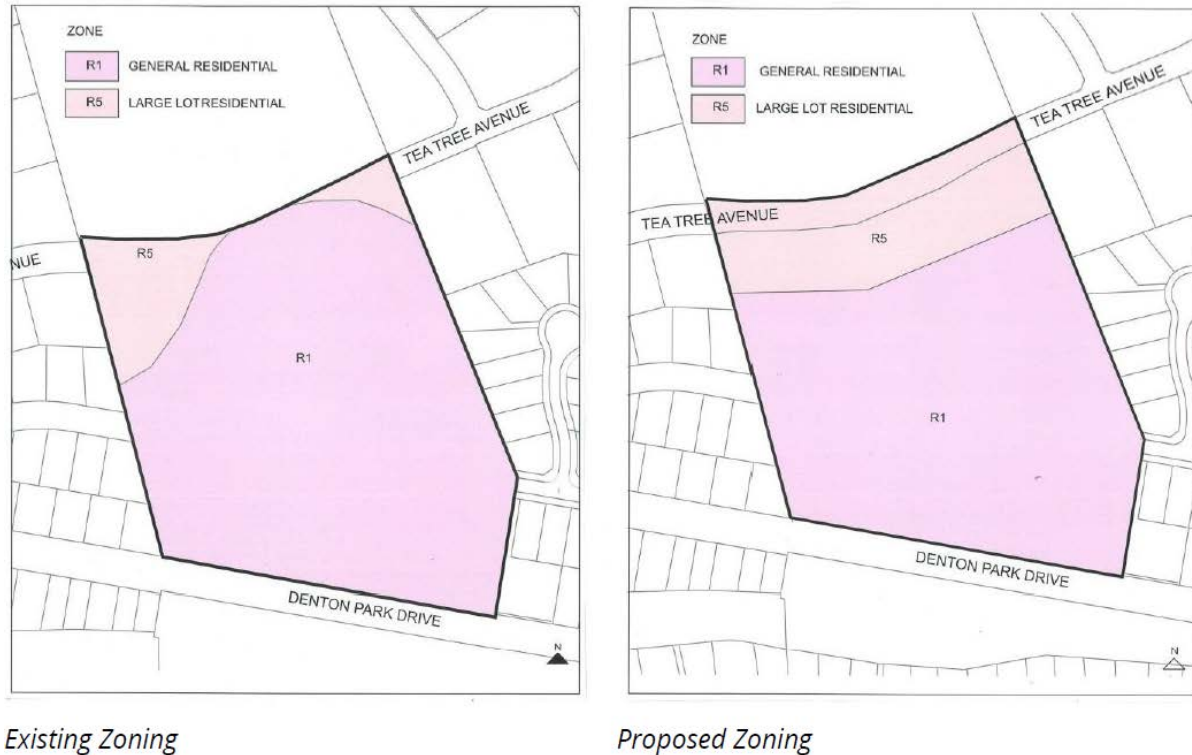 ZONE
R1 GENERAL RESIDENTIAL
R5 LARGE LOT RESIDENTIAL
TEA TREE AVENUE
NUE
R5
R1
DENTON PARK DRIVE
N
ZONE
R1 GENERAL RESIDENTIAL
R5 LARGE LOT RESIDENTIAL
TEA TREE AVENUE
TEA TREE AVENUE
R5
R1
DENTON PARK DRIVE
N
Existing Zoning
Proposed Zoning